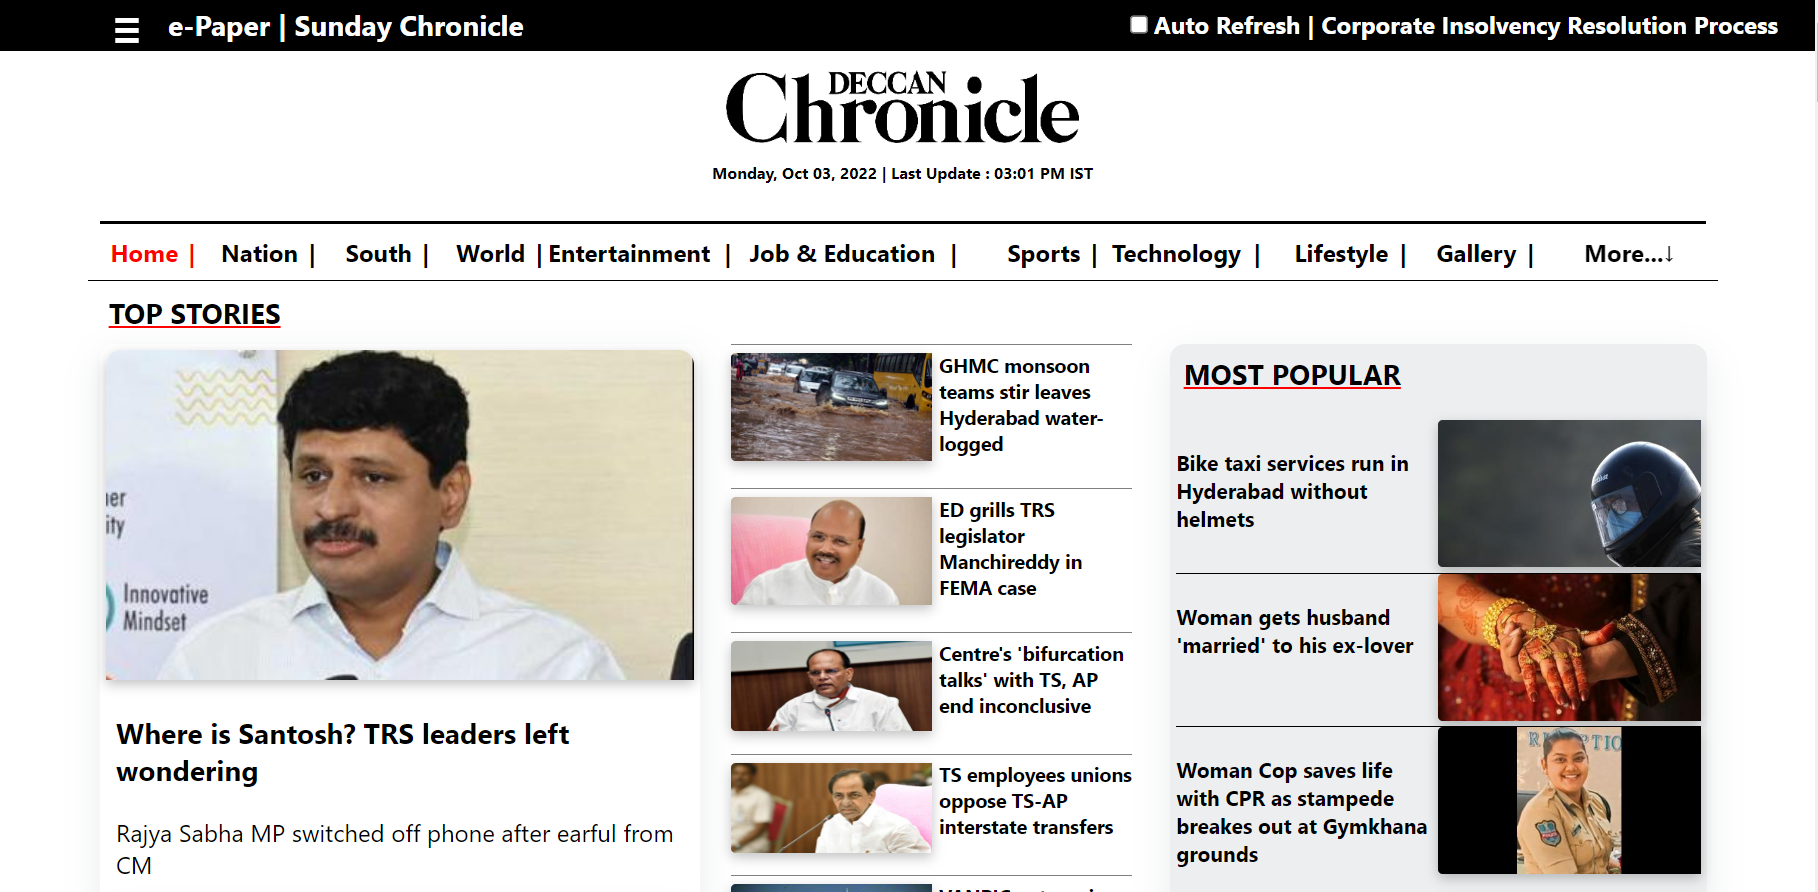 ☰ e-Paper | Sunday Chronicle
Auto Refresh | Corporate Insolvency Resolution Process
DECCAN
Chronicle
Monday, Oct 03, 2022 | Last Update : 03:01 PM IST
Home | Nation | South | World | Entertainment | Job & Education | Sports | Technology | Lifestyle | Gallery | More...↓
TOP STORIES
Innovative
Mindset
Where is Santosh? TRS leaders left
wondering
Rajya Sabha MP switched off phone after earful from
CM
GHMC monsoon
teams stir leaves
Hyderabad water-
logged
ED grills TRS
legislator
Manchireddy in
FEMA case
Centre's 'bifurcation
talks' with TS, AP
end inconclusive
TS employees unions
oppose TS-AP
interstate transfers
MOST POPULAR
Bike taxi services run in
Hyderabad without
helmets
Woman gets husband
'married' to his ex-lover
Woman Cop saves life
with CPR as stampede
breakes out at Gymkhana
grounds